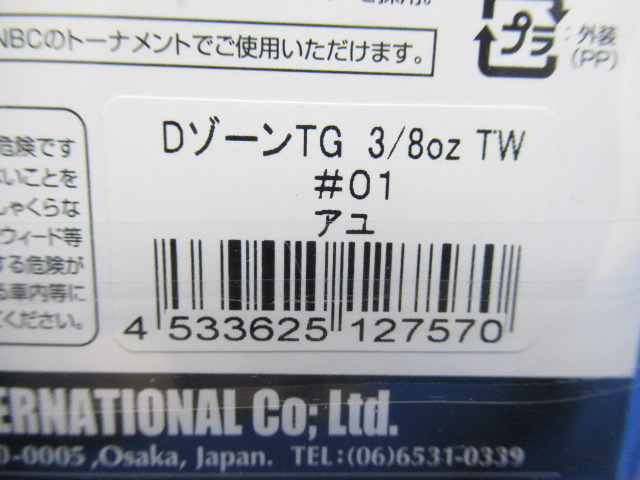 と採用。
NBCのトーナメントでご使用いただけます。
プラ
:外装
(PP)
危険です
いことを
しゃくらな
ウィード等
する危険が
る車内等に
ください。
DゾーンTG 3/8oz TW
#01
アユ
4 533625 127570
ERNATIONAL Co; Ltd.
0-0005 ,Osaka, Japan. TEL:(06)6531-0339